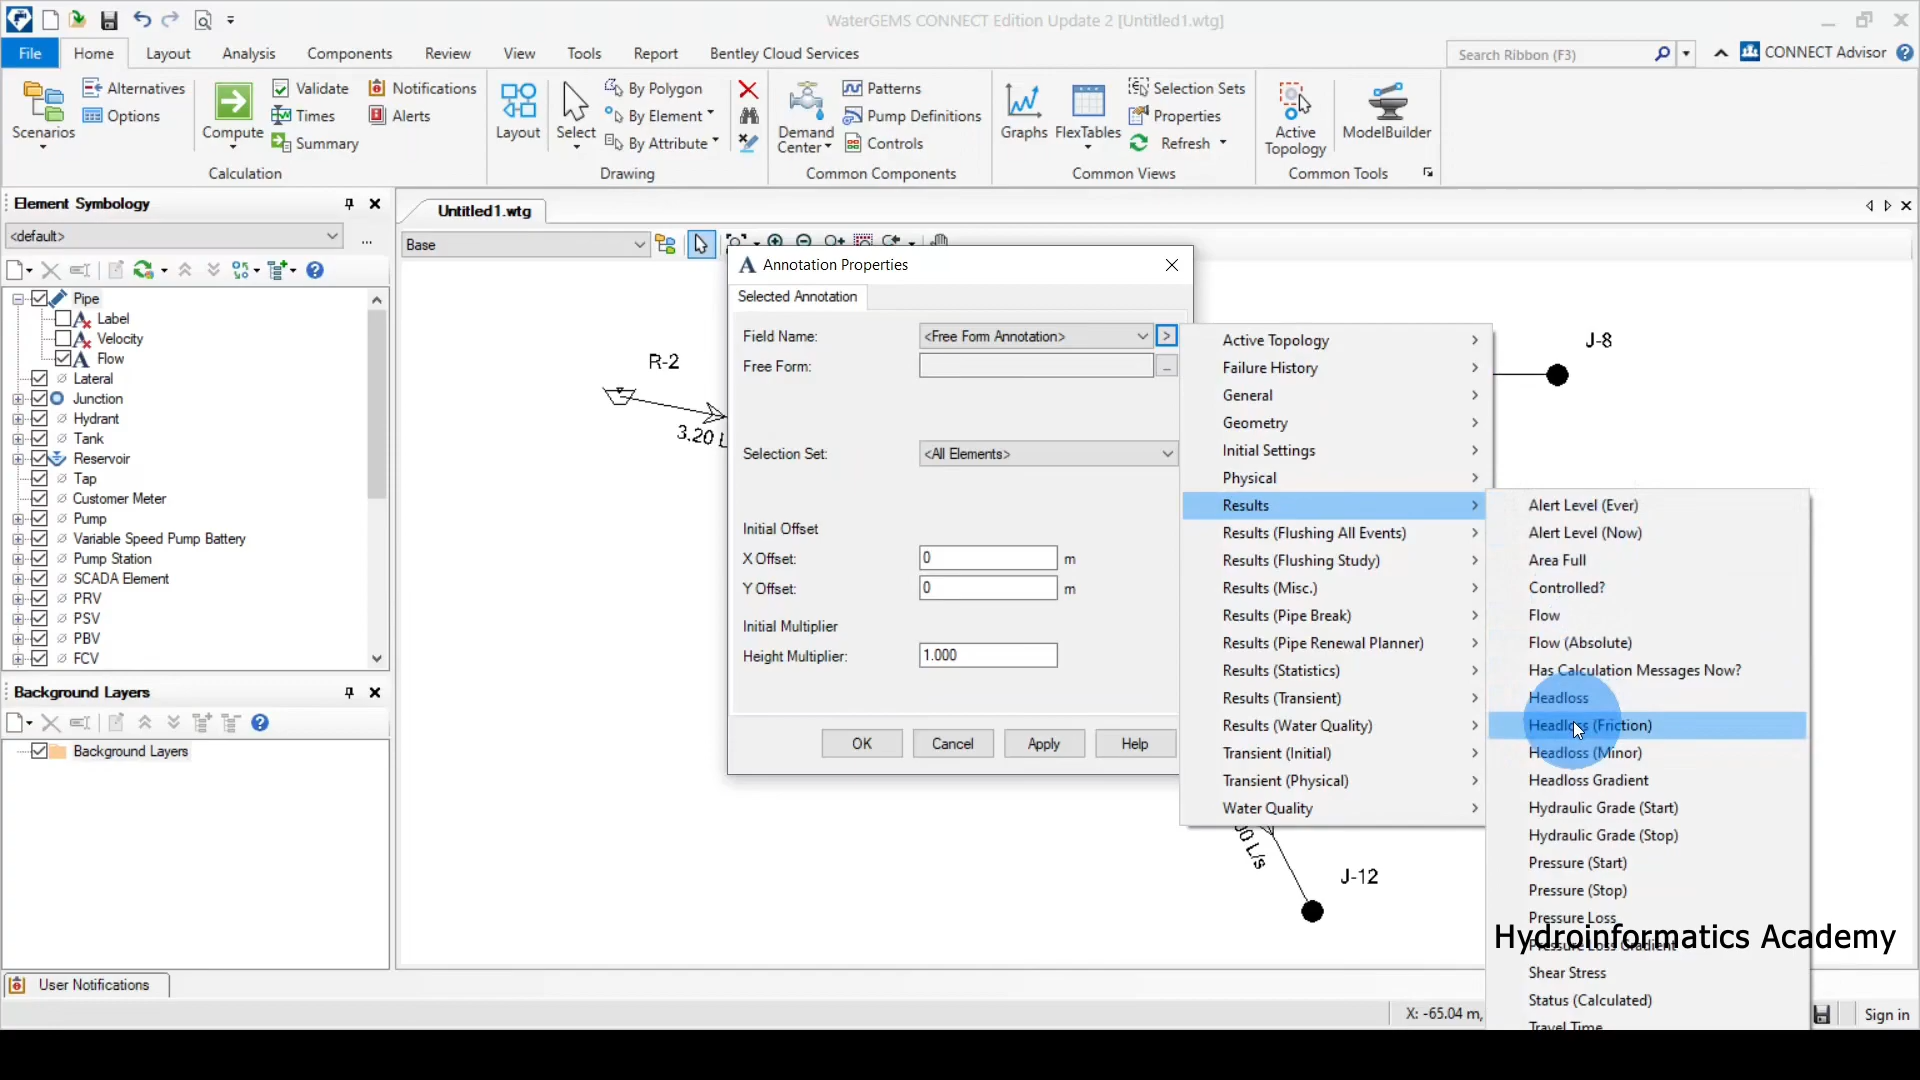 WaterGEMS CONNECT Edition Update 2 [Untitled1.wtg]
File Home Layout Analysis Components Review View Tools Report Bentley Cloud Services
Search Ribbon (F3) CONNECT Advisor
Scenarios
Alternatives
Options
Compute
Validate
Times
Summary
Notifications
Alerts
Calculation
Layout
Select
By Polygon
By Element
By Attribute
Drawing
Demand Center
Patterns
Pump Definitions
Controls
Common Components
Graphs
FlexTables
Selection Sets
Properties
Refresh
Common Views
Active Topology
ModelBuilder
Common Tools
Element Symbology
<default>
...
Pipe
Label
Velocity
Flow
Lateral
Junction
Hydrant
Tank
Reservoir
Tap
Customer Meter
Pump
Variable Speed Pump Battery
Pump Station
SCADA Element
PRV
PSV
PBV
FCV
Background Layers
Background Layers
User Notifications
Untitled1.wtg
Base
R-2
3.20 L
J-8
J-12
00 L/s
Annotation Properties
Selected Annotation
Field Name: <Free Form Annotation> >
Free Form: ...
Selection Set: <All Elements>
Initial Offset
X Offset: 0 m
Y Offset: 0 m
Initial Multiplier
Height Multiplier: 1.000
OK Cancel Apply Help
Active Topology
Failure History
General
Geometry
Initial Settings
Physical
Results
Results (Flushing All Events)
Results (Flushing Study)
Results (Misc.)
Results (Pipe Break)
Results (Pipe Renewal Planner)
Results (Statistics)
Results (Transient)
Results (Water Quality)
Transient (Initial)
Transient (Physical)
Water Quality
Alert Level (Ever)
Alert Level (Now)
Area Full
Controlled?
Flow
Flow (Absolute)
Has Calculation Messages Now?
Headloss
Headloss (Friction)
Headloss (Minor)
Headloss Gradient
Hydraulic Grade (Start)
Hydraulic Grade (Stop)
Pressure (Start)
Pressure (Stop)
Pressure Loss
Pressure Loss Gradient
Shear Stress
Status (Calculated)
Travel Time
Hydroinformatics Academy
X: -65.04 m,
Sign in